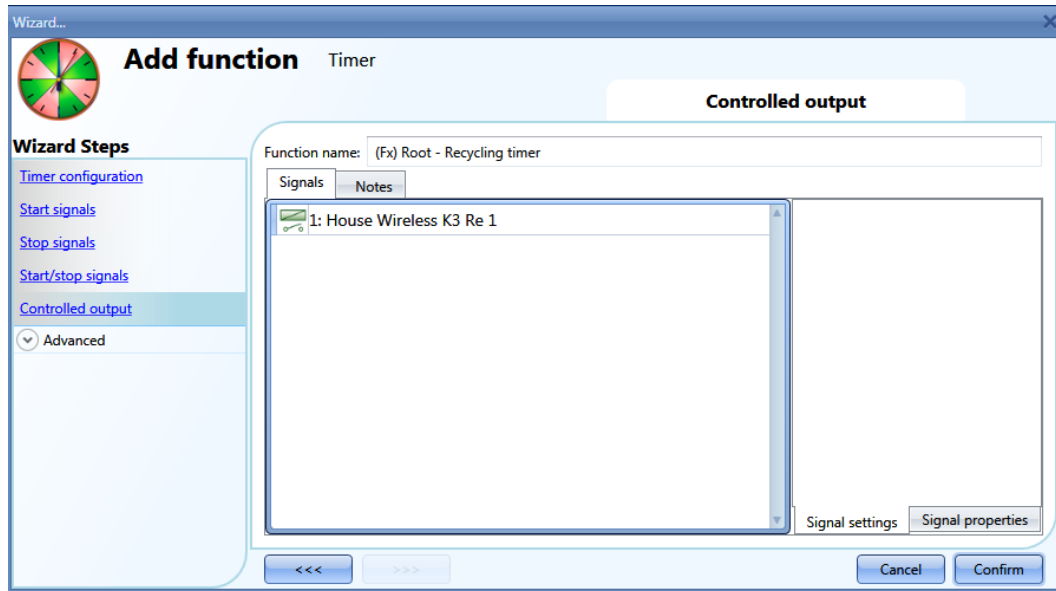 Wizard...
Add function Timer
Controlled output
Wizard Steps
Timer configuration
Start signals
Stop signals
Start/stop signals
Controlled output
Advanced
Function name: (Fx) Root - Recycling timer
Signals Notes
1: House Wireless K3 Re 1
Signal settings Signal properties
<<< >>> Cancel Confirm